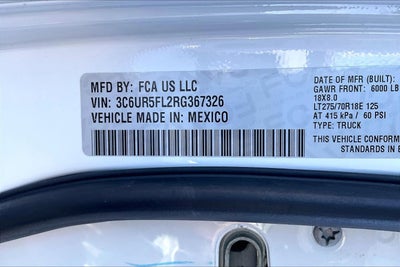 MFD BY: FCA US LLC
VIN: 3C6UR5FL2RG367326
VEHICLE MADE IN: MEXICO
DATE OF MFR (BUILT):
GAWR FRONT: 6000 LB
18X8.0
LT275/70R18E 125
AT 415 kPa / 60 PSI
TYPE: TRUCK
THIS VEHICLE CONFORM
STANDARDS IN